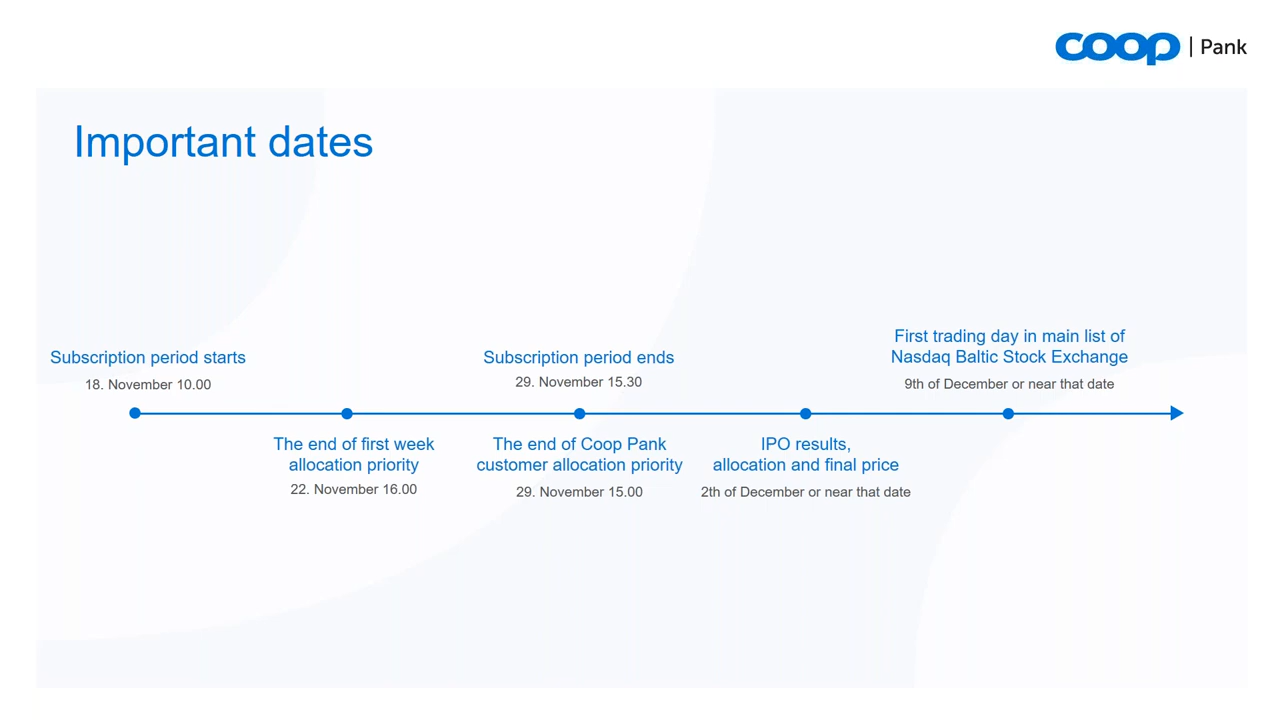 coop | Pank
Important dates
Subscription period starts
18. November 10.00
The end of first week
allocation priority
22. November 16.00
Subscription period ends
29. November 15.30
The end of Coop Pank
customer allocation priority
29. November 15.00
IPO results,
allocation and final price
2th of December or near that date
First trading day in main list of
Nasdaq Baltic Stock Exchange
9th of December or near that date